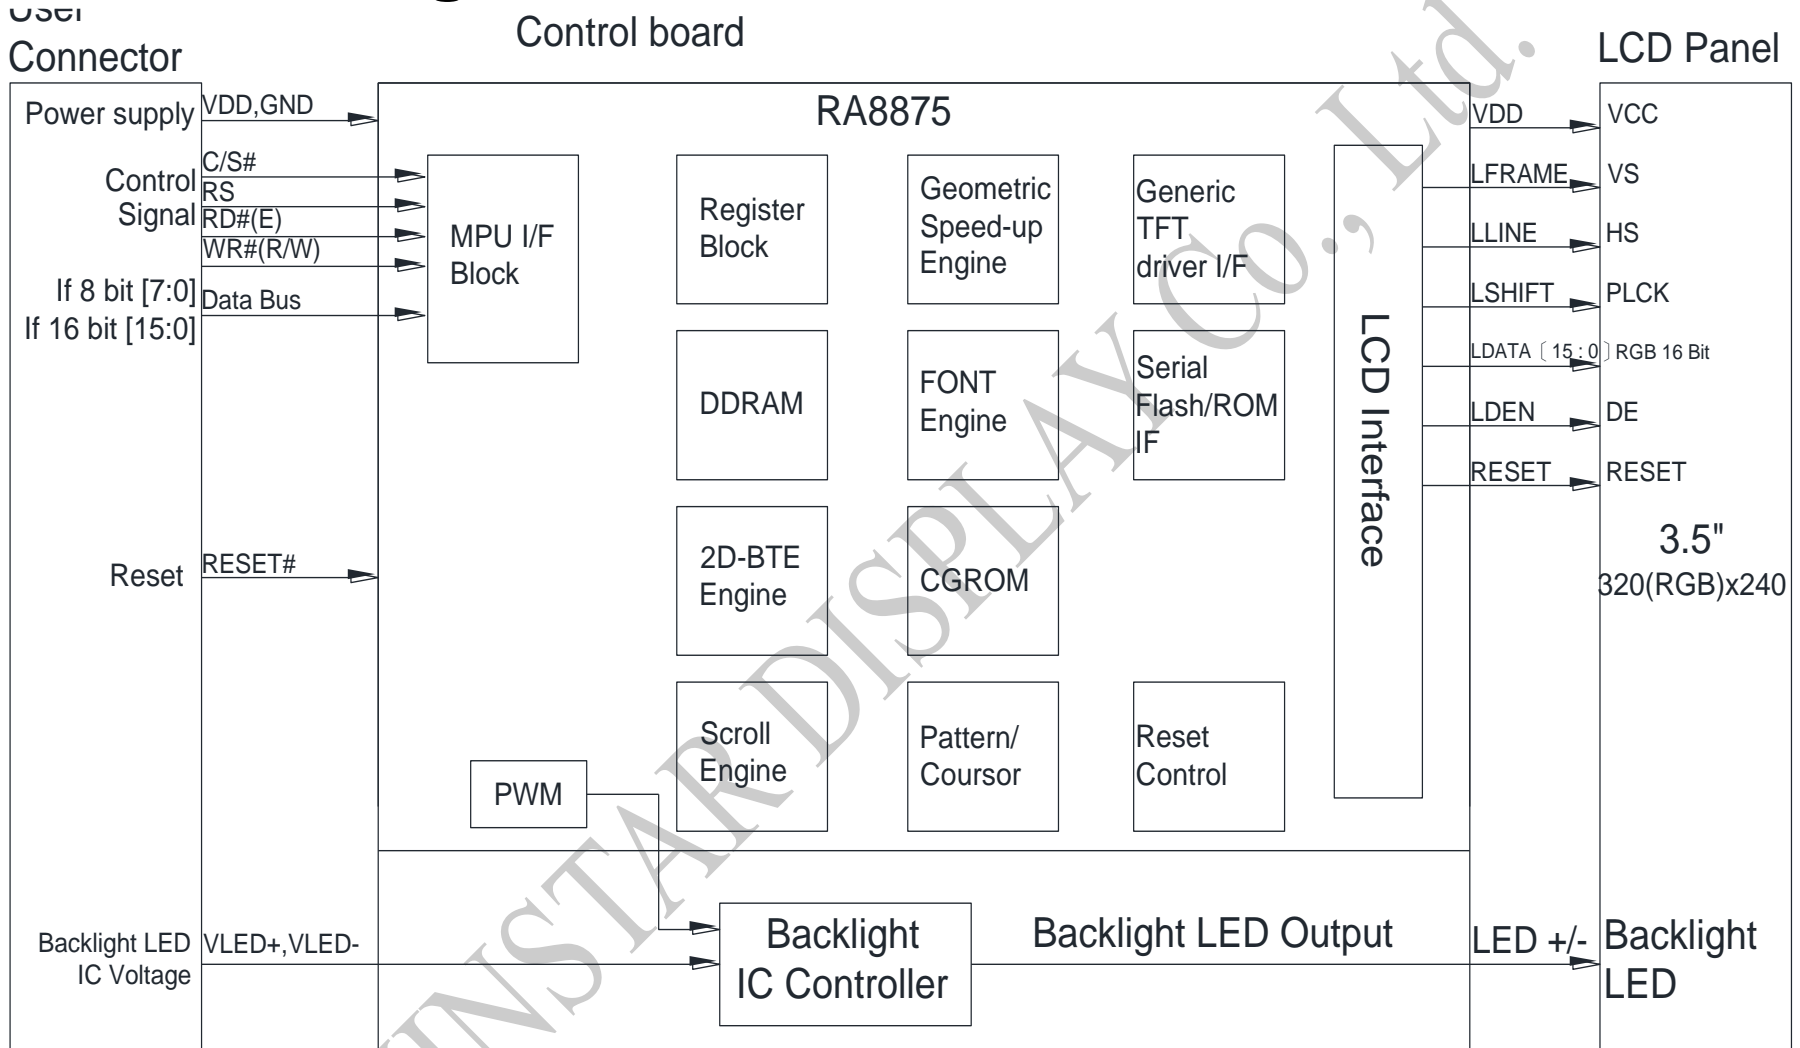 User
Connector
Control board
LCD Panel
Power supply
VDD,GND
RA8875
VDD
VCC
Control
Signal
C/S#
RS
RD#(E)
WR#(R/W)
If 8 bit [7:0]
If 16 bit [15:0]
Data Bus
MPU I/F
Block
Register
Block
Geometric
Speed-up
Engine
Generic
TFT
driver I/F
DDRAM
FONT
Engine
Serial
Flash/ROM
IF
2D-BTE
Engine
CGROM
Scroll
Engine
Pattern/
Coursor
Reset
Control
LCD Interface
LFRAME
VS
LLINE
HS
LSHIFT
PLCK
LDATA〔15:0〕RGB 16 Bit
LDEN
DE
RESET
RESET
3.5"
320(RGB)x240
Reset
RESET#
PWM
Backlight LED
IC Voltage
VLED+,VLED-
Backlight
IC Controller
Backlight LED Output
LED +/-
Backlight
LED
INSTAR DISPLAY Co., Ltd.